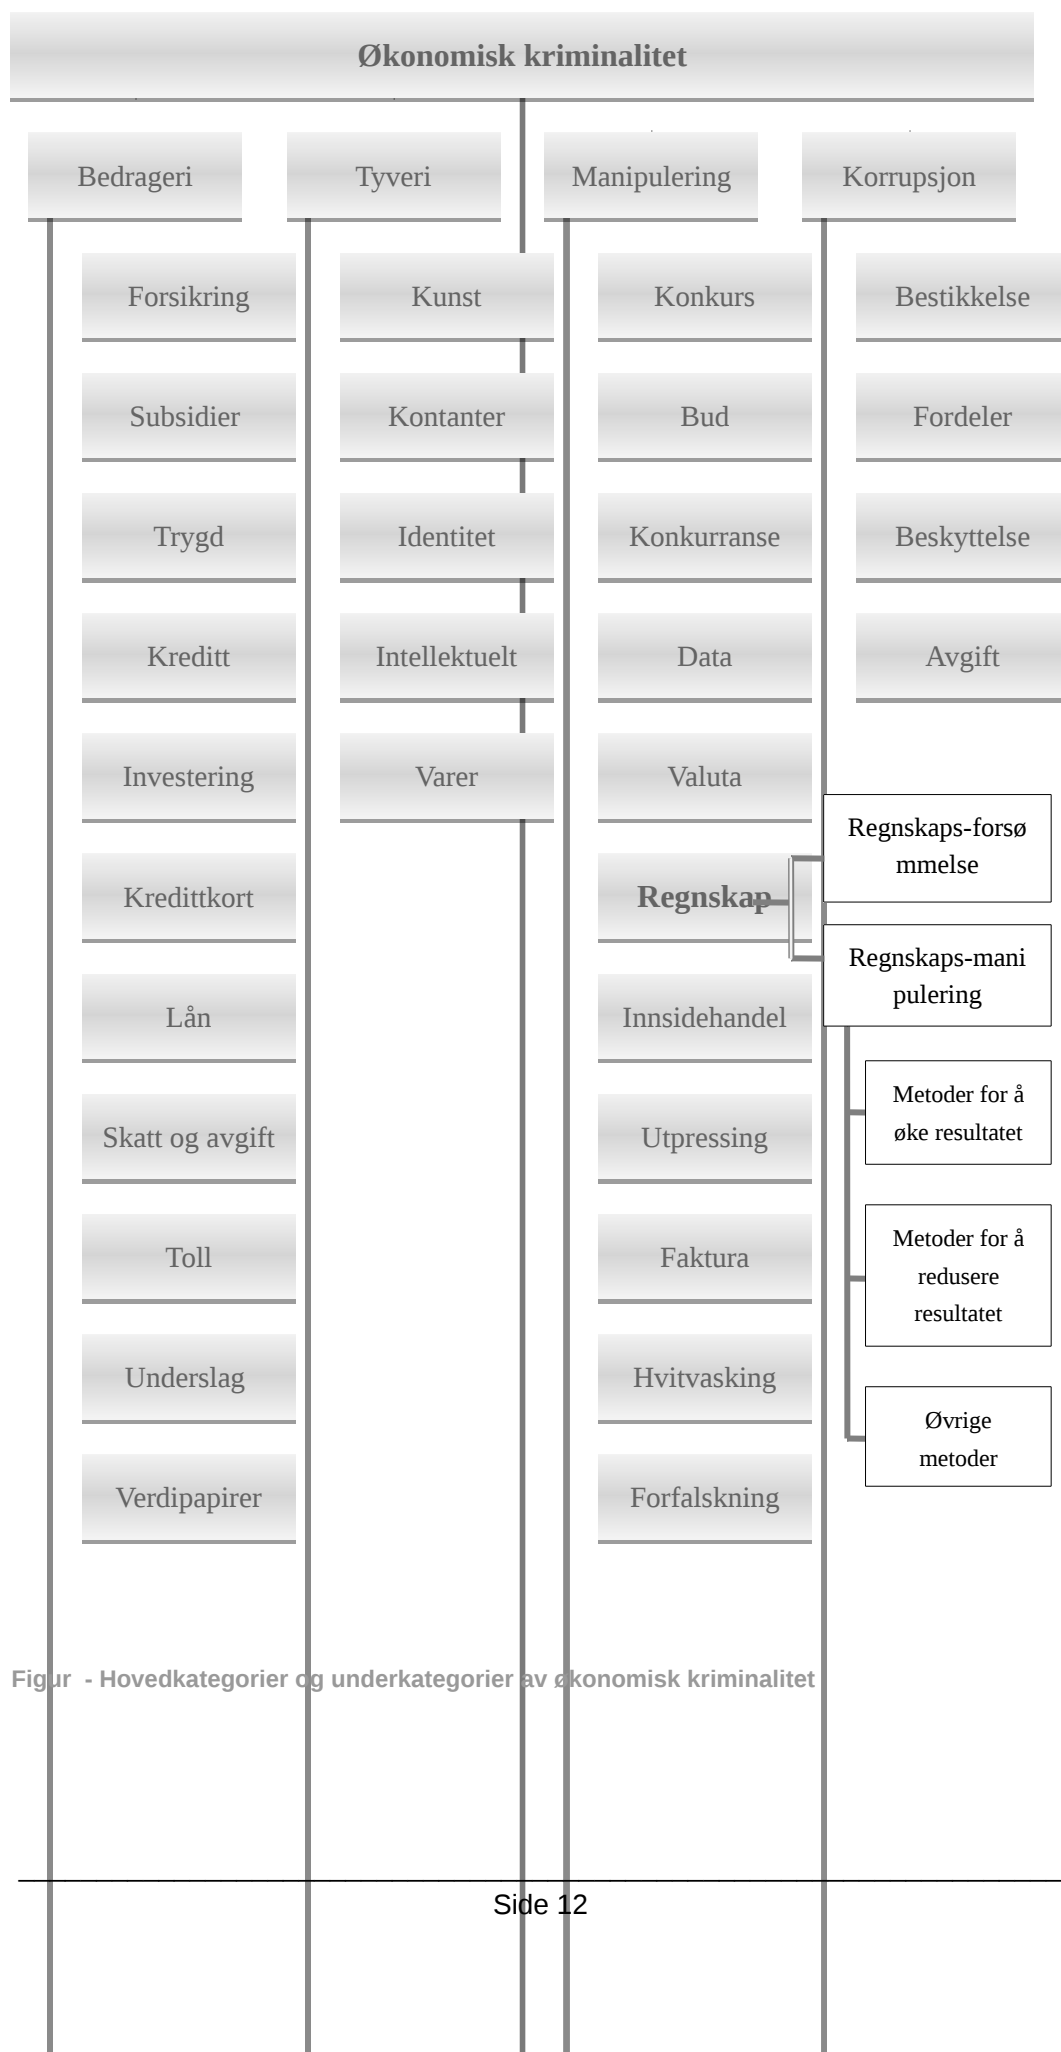 Økonomisk kriminalitet
Bedrageri
Tyveri
Manipulering
Korrupsjon
Forsikring
Kunst
Konkurs
Bestikkelse
Subsidier
Kontanter
Bud
Fordeler
Trygd
Identitet
Konkurranse
Beskyttelse
Kreditt
Intellektuelt
Data
Avgift
Investering
Varer
Valuta
Regnskaps-forsø
mmelse
Kredittkort
Regnskap
Regnskaps-mani
pulering
Lån
Innsidehandel
Metoder for å
øke resultatet
Skatt og avgift
Utpressing
Metoder for å
redusere
resultatet
Toll
Faktura
Underslag
Hvitvasking
Øvrige
metoder
Verdipapirer
Forfalskning
Figur  - Hovedkategorier og underkategorier av økonomisk kriminalitet
Side 12